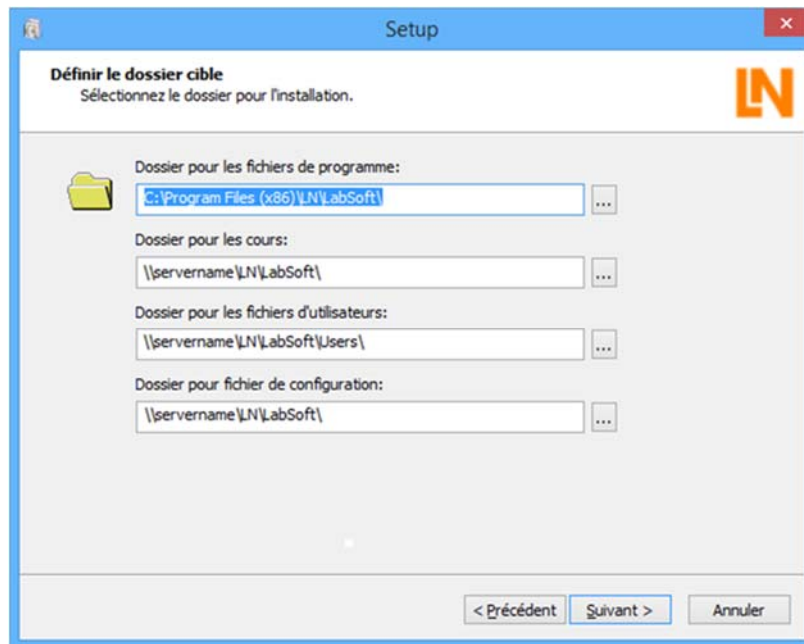 Setup
Définir le dossier cible
Sélectionnez le dossier pour l'installation.
LN
Dossier pour les fichiers de programme:
C:\Program Files (x86)\LN\LabSoft\
...
Dossier pour les cours:
\\servername\LN\LabSoft\
...
Dossier pour les fichiers d'utilisateurs:
\\servername\LN\LabSoft\Users\
...
Dossier pour fichier de configuration:
\\servername\LN\LabSoft\
...
< Précédent Suivant > Annuler